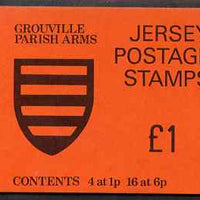 GROUVILLE
PARISH ARMS
JERSEY
POSTAGE
STAMPS
£1
CONTENTS 4 at 1p 16 at 6p